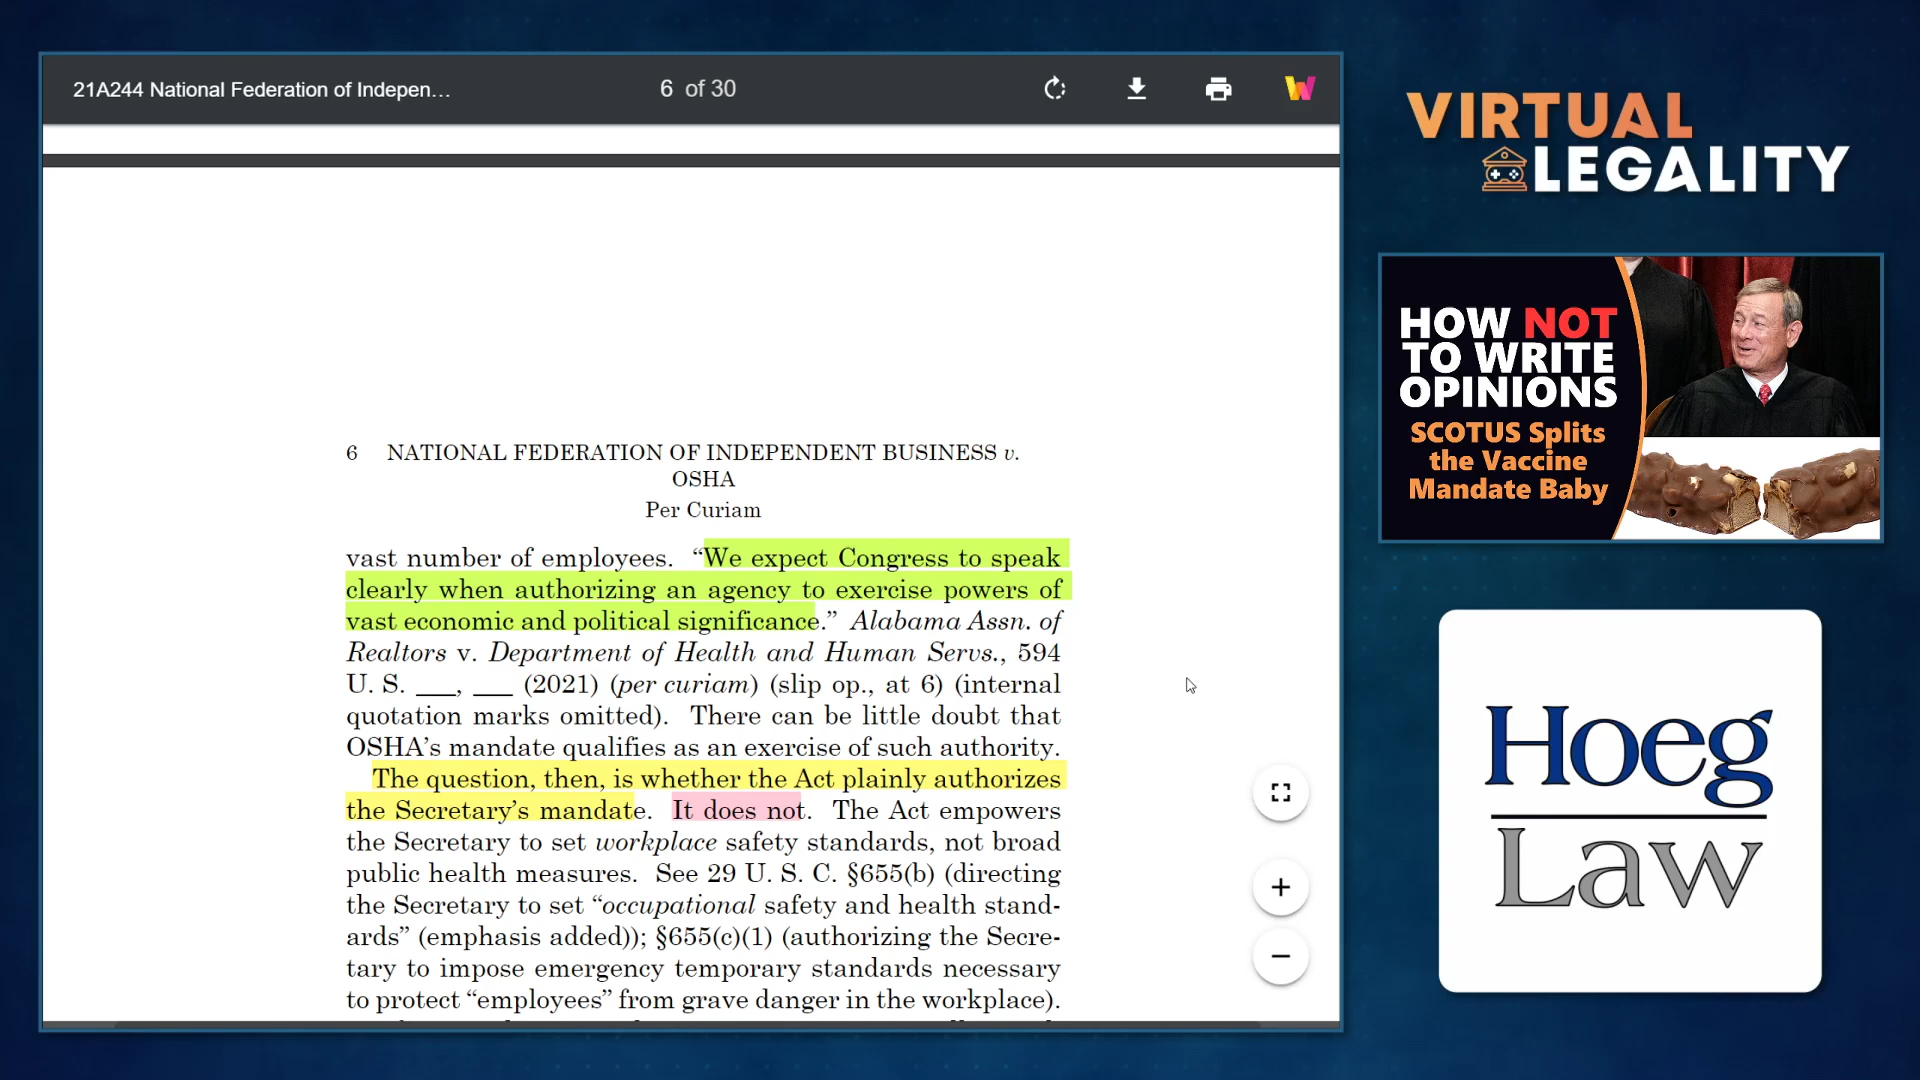 21A244 National Federation of Indepen...
6 of 30
6 NATIONAL FEDERATION OF INDEPENDENT BUSINESS v.
OSHA
Per Curiam
vast number of employees. “We expect Congress to speak
clearly when authorizing an agency to exercise powers of
vast economic and political significance.” Alabama Assn. of
Realtors v. Department of Health and Human Servs., 594
U. S. ___, ___ (2021) (per curiam) (slip op., at 6) (internal
quotation marks omitted). There can be little doubt that
OSHA’s mandate qualifies as an exercise of such authority.
The question, then, is whether the Act plainly authorizes
the Secretary’s mandate. It does not. The Act empowers
the Secretary to set workplace safety standards, not broad
public health measures. See 29 U. S. C. §655(b) (directing
the Secretary to set “occupational safety and health stand-
ards” (emphasis added)); §655(c)(1) (authorizing the Secre-
tary to impose emergency temporary standards necessary
to protect “employees” from grave danger in the workplace).
VIRTUAL
LEGALITY
HOW NOT
TO WRITE
OPINIONS
SCOTUS Splits
the Vaccine
Mandate Baby
Hoeg
Law